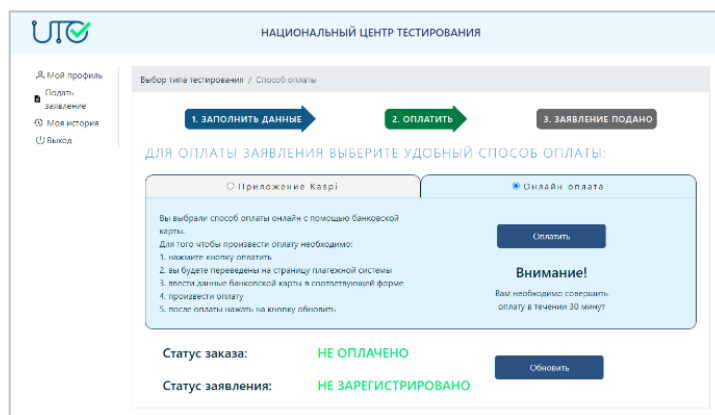 UTO
НАЦИОНАЛЬНЫЙ ЦЕНТР ТЕСТИРОВАНИЯ
Мой профиль
Подать
заявление
Моя история
Выход
Выбор типа тестирования / Способ оплаты
1. ЗАПОЛНИТЬ ДАННЫЕ
2. ОПЛАТИТЬ
3. ЗАЯВЛЕНИЕ ПОДАНО
ДЛЯ ОПЛАТЫ ЗАЯВЛЕНИЯ ВЫБЕРИТЕ УДОБНЫЙ СПОСОБ ОПЛАТЫ:
Приложение Kaspi
Онлайн оплата
Вы выбрали способ оплаты онлайн с помощью банковской
карты.
Для того чтобы произвести оплату необходимо:
1. нажмите кнопку оплатить
2. вы будете переведены на страницу платежной системы
3. ввести данные банковской карты в соответвующей форме
4. произвести оплату
5. после оплаты нажать на кнопку обновить
Оплатить
Внимание!
Вам необходимо совершить
оплату в течении 30 минут
Статус заказа:
НЕ ОПЛАЧЕНО
Статус заявления:
НЕ ЗАРЕГИСТРИРОВАНО
Обновить